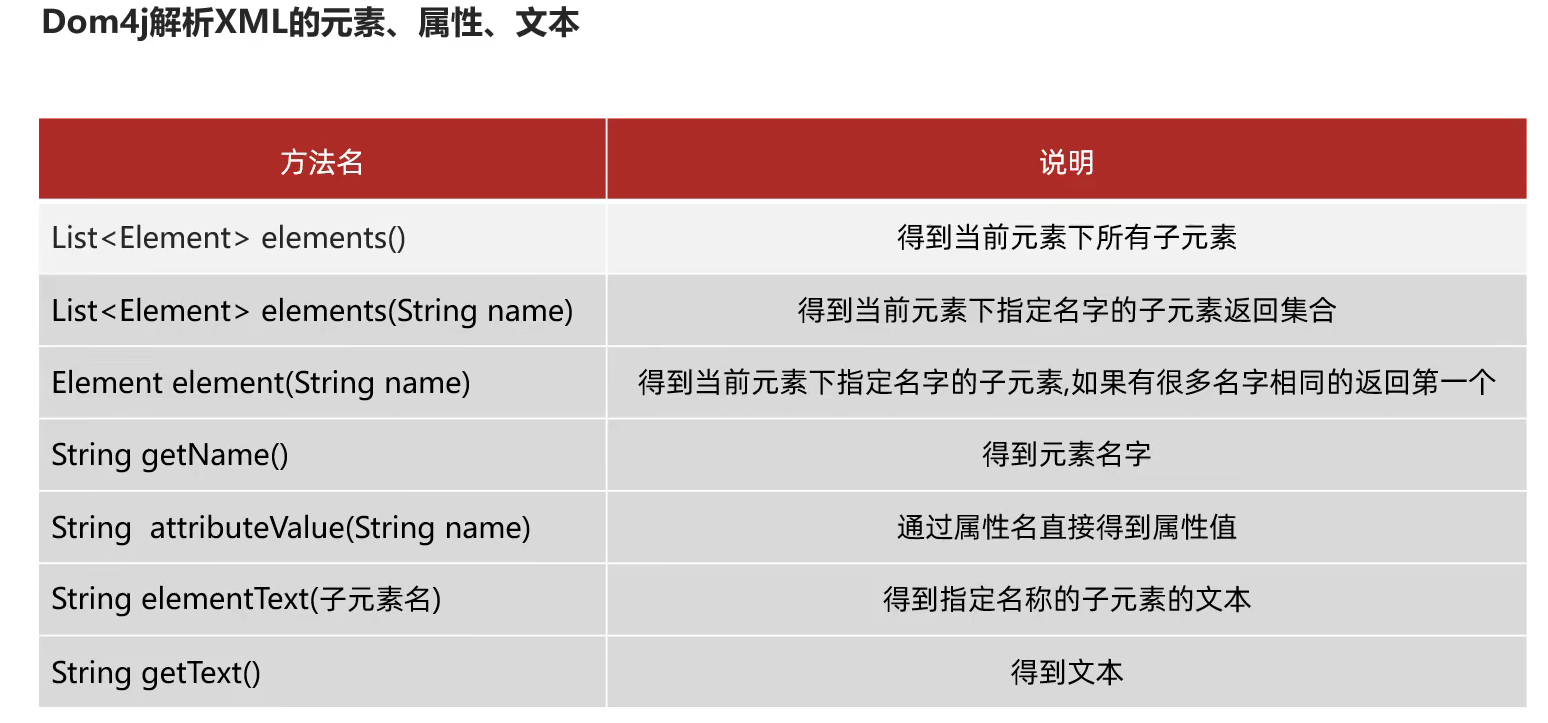 Dom4j解析XML的元素、属性、文本
方法名 说明
List<Element> elements() 得到当前元素下所有子元素
List<Element> elements(String name) 得到当前元素下指定名字的子元素返回集合
Element element(String name) 得到当前元素下指定名字的子元素,如果有很多名字相同的返回第一个
String getName() 得到元素名字
String  attributeValue(String name) 通过属性名直接得到属性值
String elementText(子元素名) 得到指定名称的子元素的文本
String getText() 得到文本